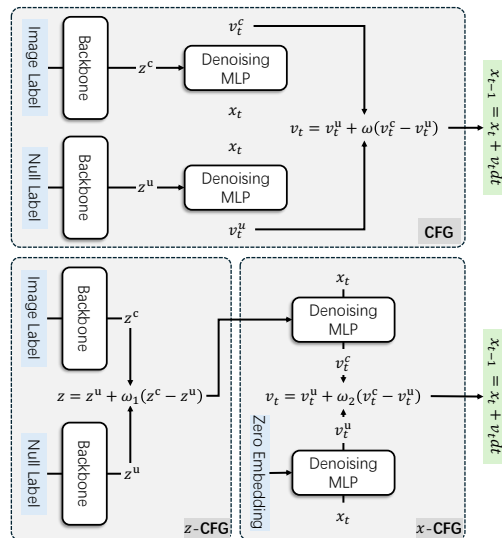 Image Label
Backbone
z^c
Denoising
MLP
v_t^c
x_t
x_t
Null Label
Backbone
z^u
Denoising
MLP
v_t^u
v_t = v_t^u + ω(v_t^c − v_t^u)
CFG
x_{t−1} = x_t + v_t dt
Image Label
Backbone
z^c
z = z^u + ω_1(z^c − z^u)
Null Label
Backbone
z^u
z-CFG
x_t
Denoising
MLP
v_t^c
v_t = v_t^u + ω_2(v_t^c − v_t^u)
v_t^u
Zero Embedding
Denoising
MLP
x_t
x-CFG
x_{t−1} = x_t + v_t dt